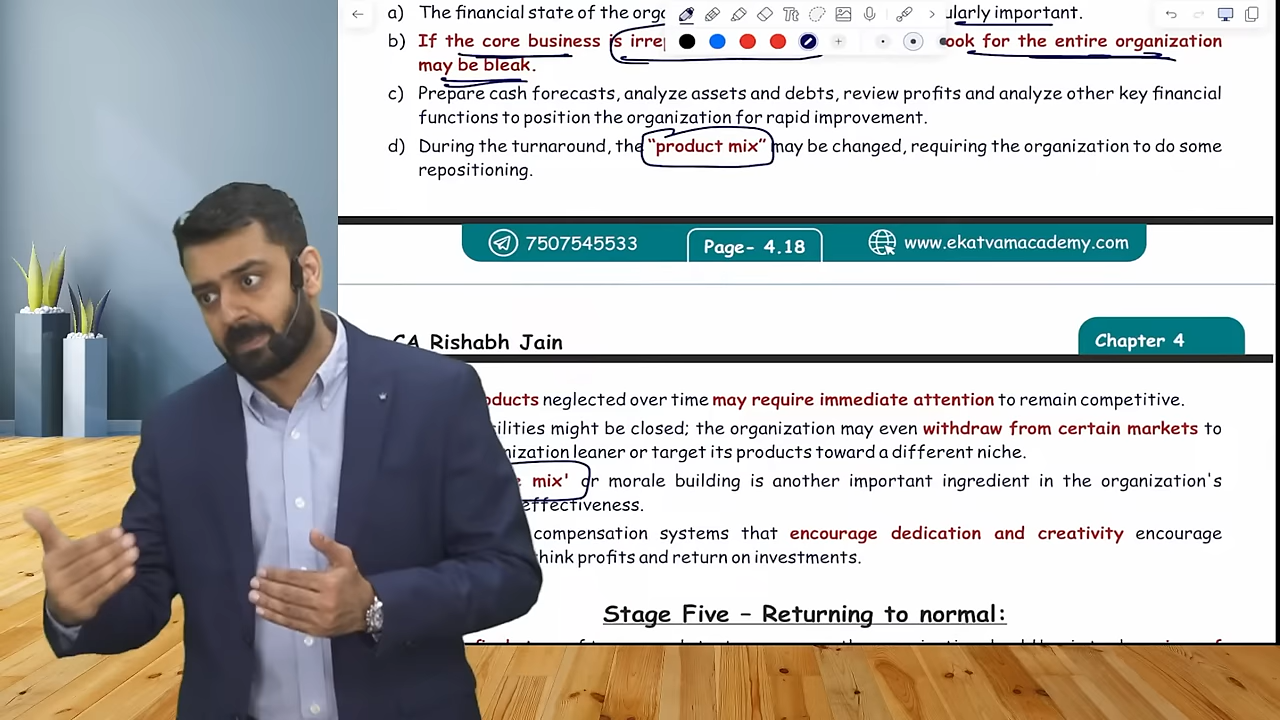 a) The financial state of the ularly important.
b) If the core business is ook for the entire organization
may be bleak.
c) Prepare cash forecasts, analyze assets and debts, review profits and analyze other key financial
functions to position the organization for rapid improvement.
d) During the turnaround, the “product mix” may be changed, requiring the organization to do some
repositioning.
7507545533 Page- 4.18 www.ekatvamacademy.com
CA Rishabh Jain Chapter 4
oducts neglected over time may require immediate attention to remain competitive.
ilities might be closed; the organization may even withdraw from certain markets to
nization leaner or target its products toward a different niche.
mix' or morale building is another important ingredient in the organization's
effectiveness.
compensation systems that encourage dedication and creativity encourage
think profits and return on investments.
Stage Five – Returning to normal: